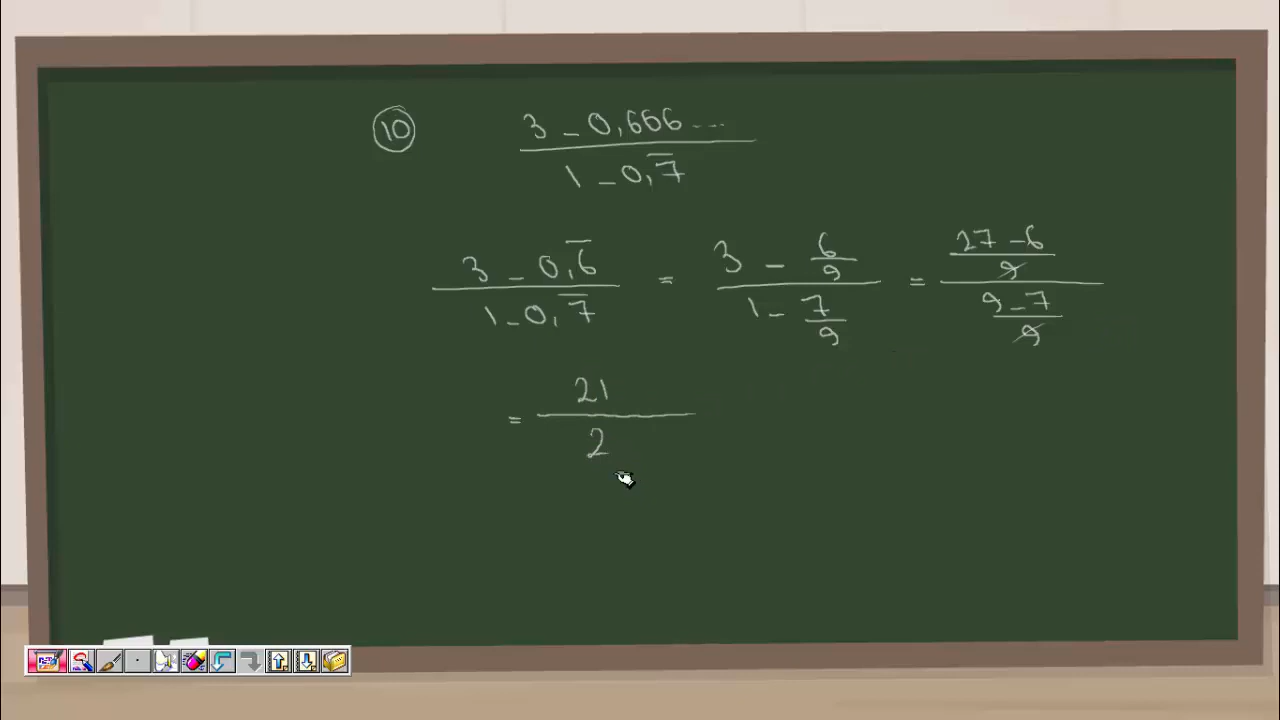 10 (3 - 0,666...) / (1 - 0,7̅)
(3 - 0,6̅) / (1 - 0,7̅) = (3 - 6/9) / (1 - 7/9) = ((27 - 6)/9) / ((9 - 7)/9)
= 21/2